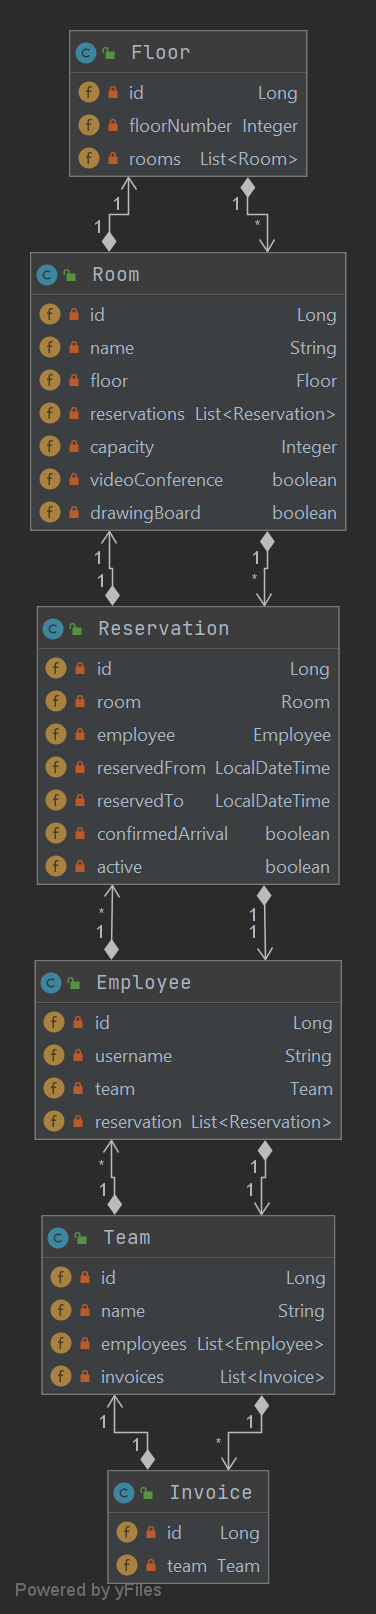 C Floor
f id Long
f floorNumber Integer
f rooms List<Room>
1 1
1 *
C Room
f id Long
f name String
f floor Floor
f reservations List<Reservation>
f capacity Integer
f videoConference boolean
f drawingBoard boolean
1 1
1 *
C Reservation
f id Long
f room Room
f employee Employee
f reservedFrom LocalDateTime
f reservedTo LocalDateTime
f confirmedArrival boolean
f active boolean
* 1
1 1
C Employee
f id Long
f username String
f team Team
f reservation List<Reservation>
* 1
1 1
C Team
f id Long
f name String
f employees List<Employee>
f invoices List<Invoice>
1 1
1 *
C Invoice
f id Long
f team Team
Powered by yFiles